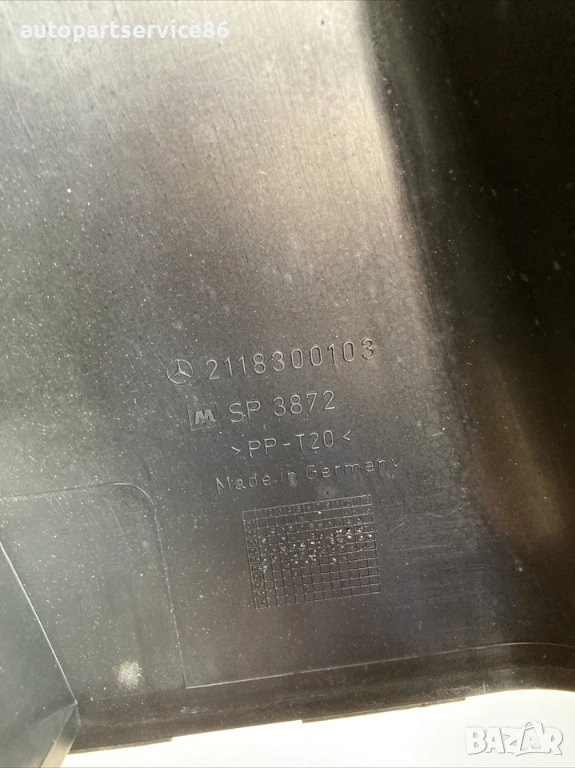 autopartservice86
2118300103
M SP 3872
>PP-T20<
Made in Germany
BAZAR